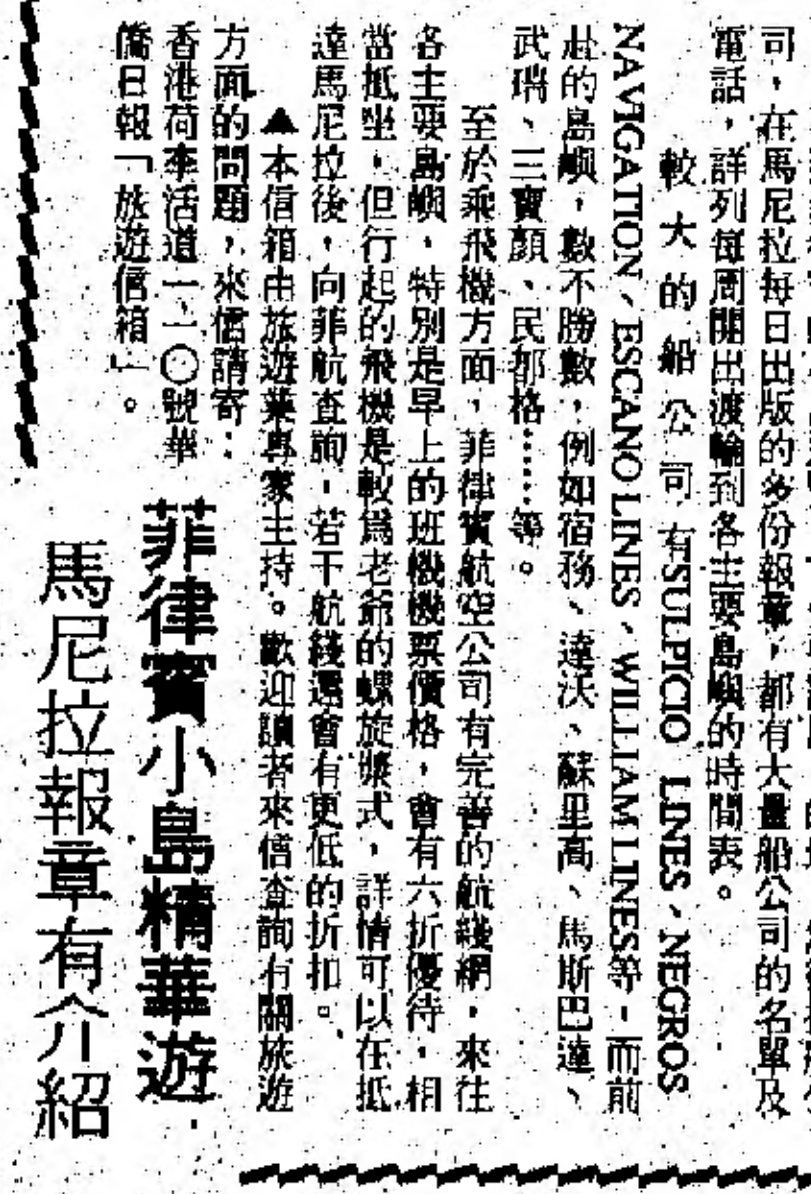 司，在馬尼拉每日出版的多份報章，都有大量船公司的名單及
電話，詳列每周開出渡輪到各主要島嶼的時間表。
較大的船公司有SULPICIO LINES、NEGROS
NAVIGATION、ESCANO LINES、WILLIAM LINES等，而前
赴的島嶼，數不勝數，例如宿務、達沃、蘇里高、馬斯巴達、
武瑞、三寶顏、民都格……等。
至於乘飛機方面，菲律賓航空公司有完善的航綫網，來往
各主要島嶼，特別是早上的班機機票價格，會有六折優待，相
當抵坐，但行起的飛機是較為老爺的螺旋槳式，詳情可以在抵
達馬尼拉後，向菲航查詢，若干航綫還會有更低的折扣。
▲本信箱由旅遊業專家主持。歡迎讀者來信查詢有關旅遊
方面的問題，來信請寄：
香港荷李活道一一〇號華
僑日報「旅遊信箱」。
菲律賓小島精華遊
馬尼拉報章有介紹